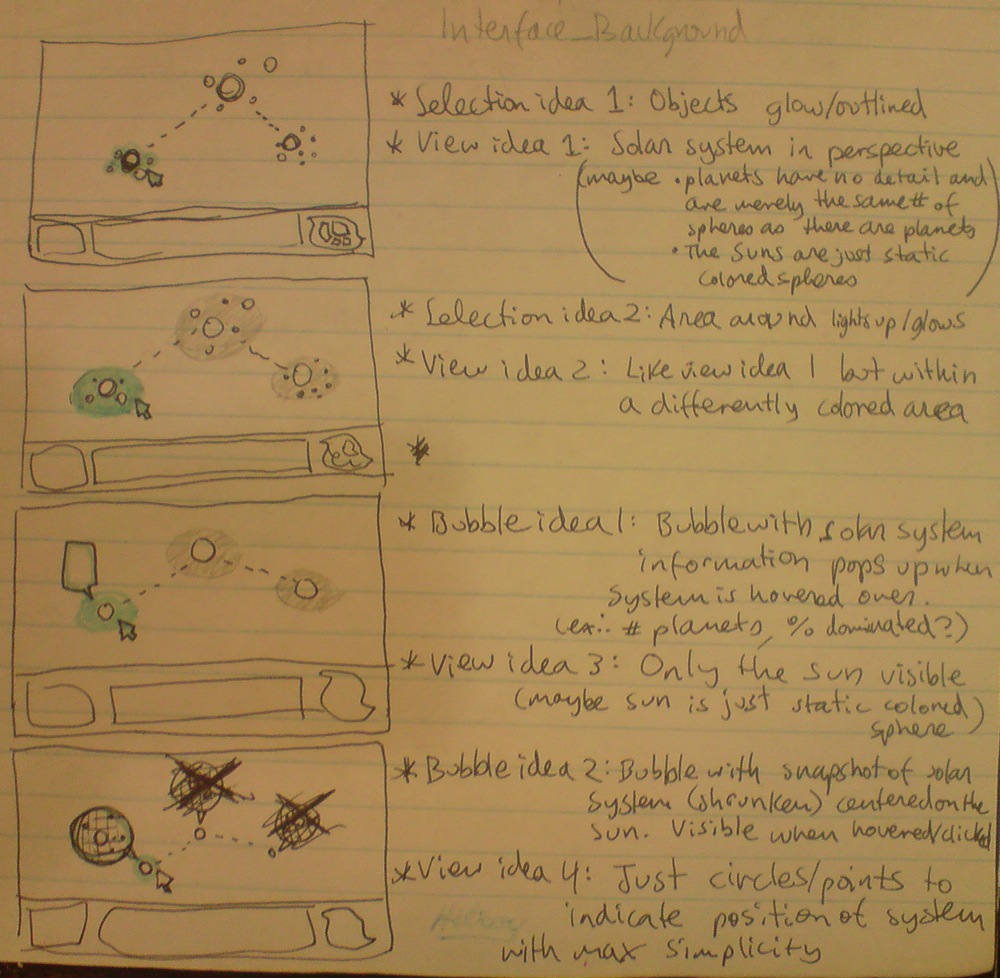 Interface_Background
* Selection idea 1: Objects glow/outlined
* View idea 1: Solar system in perspective
(maybe • planets have no detail and
are merely the same # of
spheres as there are planets
• The suns are just static
colored spheres)
* Selection idea 2: Area around lights up/glows
* View idea 2: Like view idea 1 but within
a differently colored area
*
* Bubble idea 1: Bubble with solar system
information pops up when
system is hovered over.
(ex: # planets, % dominated?)
* View idea 3: Only the sun visible
(maybe sun is just static colored)
sphere
* Bubble idea 2: Bubble with snapshot of solar
system (shrunken) centered on the
sun. Visible when hovered/clicked
* View idea 4: Just circles/points to
indicate position of system
with max simplicity